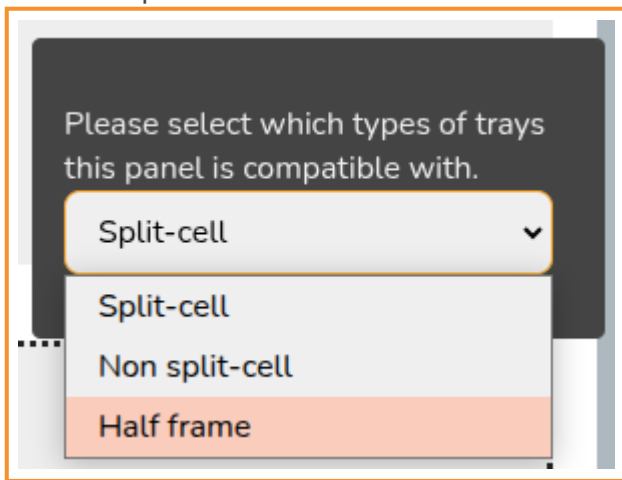 Please select which types of trays
this panel is compatible with.
Split-cell
Split-cell
Non split-cell
Half frame